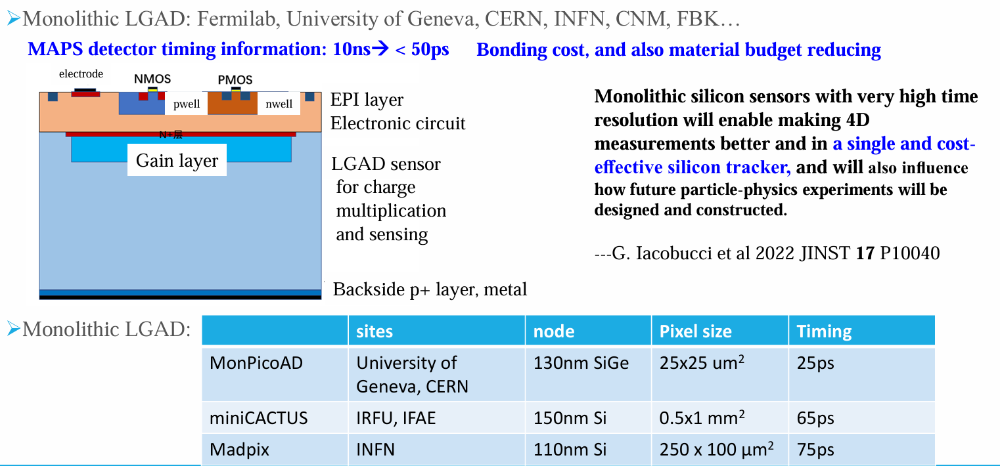 ➢Monolithic LGAD: Fermilab, University of Geneva, CERN, INFN, CNM, FBK…
MAPS detector timing information: 10ns→ < 50ps
Bonding cost, and also material budget reducing
electrode
NMOS
PMOS
pwell
nwell
N+层
Gain layer
EPI layer
Electronic circuit
LGAD sensor
for charge
multiplication
and sensing
Backside p+ layer, metal
Monolithic silicon sensors with very high time
resolution will enable making 4D
measurements better and in a single and cost-
effective silicon tracker, and will also influence
how future particle-physics experiments will be
designed and constructed.
---G. Iacobucci et al 2022 JINST 17 P10040
➢Monolithic LGAD:
sites node Pixel size Timing
MonPicoAD University of Geneva, CERN 130nm SiGe 25x25 um² 25ps
miniCACTUS IRFU, IFAE 150nm Si 0.5x1 mm² 65ps
Madpix INFN 110nm Si 250 x 100 μm² 75ps